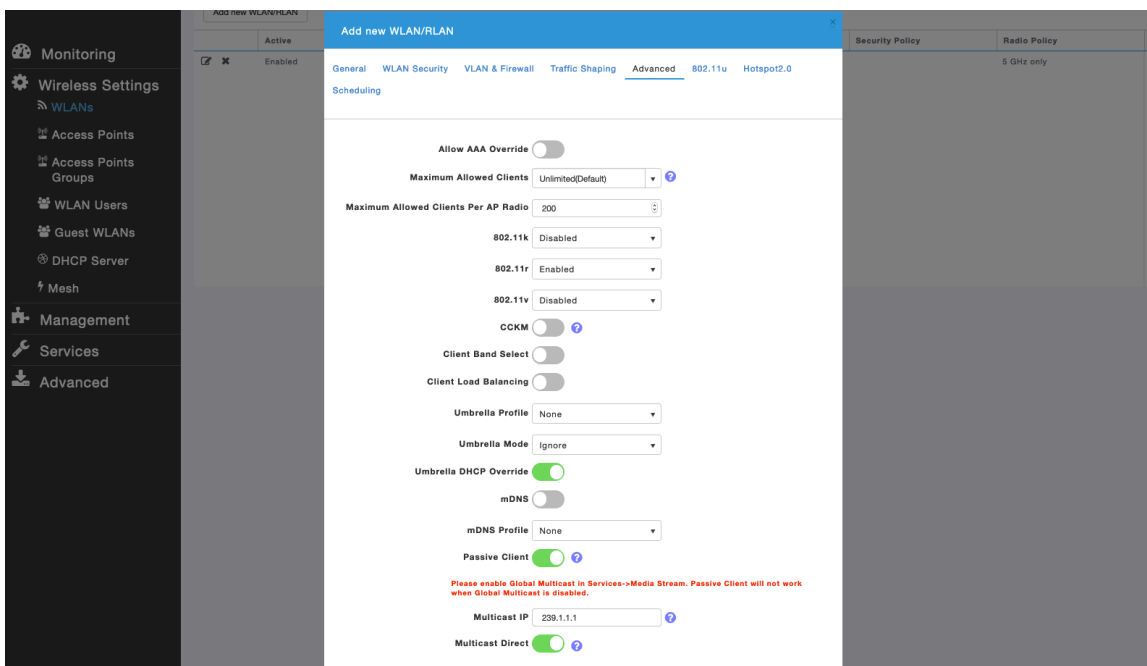 Add new WLAN/RLAN
Active
Security Policy
Radio Policy
Enabled
5 GHz only
Monitoring
Wireless Settings
WLANs
Access Points
Access Points
Groups
WLAN Users
Guest WLANs
DHCP Server
Mesh
Management
Services
Advanced
Add new WLAN/RLAN
×
General WLAN Security VLAN & Firewall Traffic Shaping Advanced 802.11u Hotspot2.0
Scheduling
Allow AAA Override
Maximum Allowed Clients Unlimited(Default) ?
Maximum Allowed Clients Per AP Radio 200
802.11k Disabled
802.11r Enabled
802.11v Disabled
CCKM ?
Client Band Select
Client Load Balancing
Umbrella Profile None
Umbrella Mode Ignore
Umbrella DHCP Override
mDNS
mDNS Profile None
Passive Client ?
Please enable Global Multicast in Services->Media Stream. Passive Client will not work
when Global Multicast is disabled.
Multicast IP 239.1.1.1 ?
Multicast Direct ?